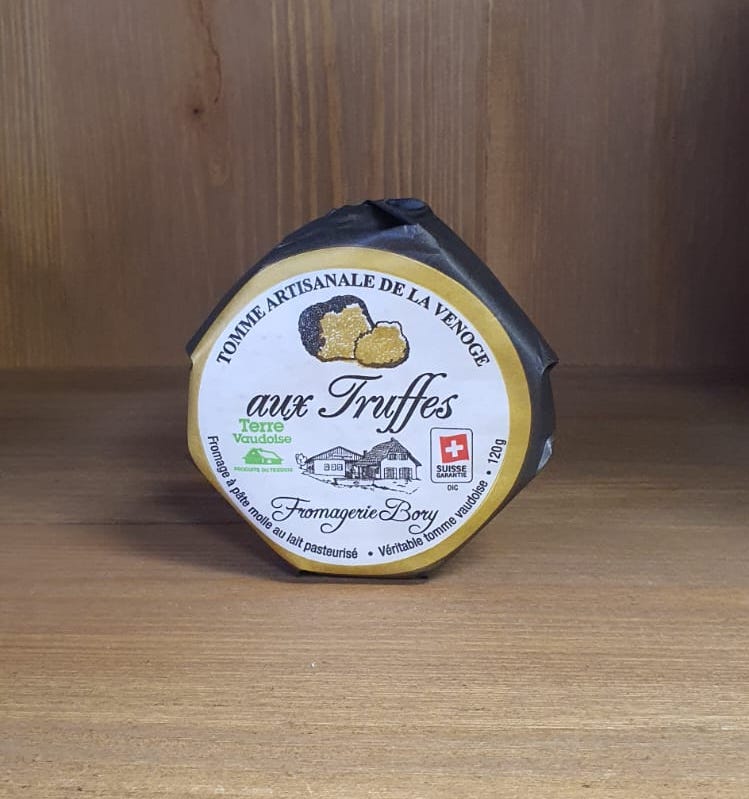 TOMME ARTISANALE DE LA VENOGE
aux Truffes
Terre
Vaudoise
PRODUITS DU TERROIR
SUISSE
GARANTIE
OIC
Fromagerie Bory
Fromage à pâte molle au lait pasteurisé • Véritable tomme vaudoise • 120g